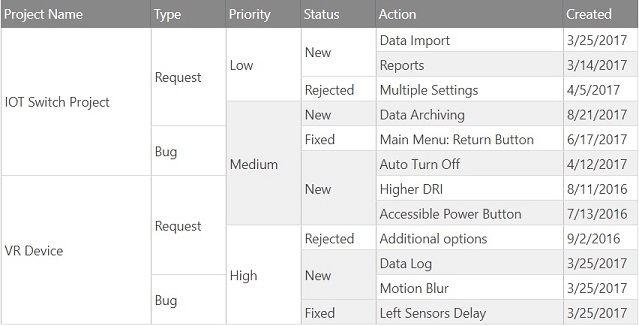 Project Name Type Priority Status Action Created
IOT Switch Project Request Low New Data Import 3/25/2017
Reports 3/14/2017
Rejected Multiple Settings 4/5/2017
Medium New Data Archiving 8/21/2017
Bug Fixed Main Menu: Return Button 6/17/2017
New Auto Turn Off 4/12/2017
VR Device Request Higher DRI 8/11/2016
Accessible Power Button 7/13/2016
High Rejected Additional options 9/2/2016
New Data Log 3/25/2017
Bug Motion Blur 3/25/2017
Fixed Left Sensors Delay 3/25/2017